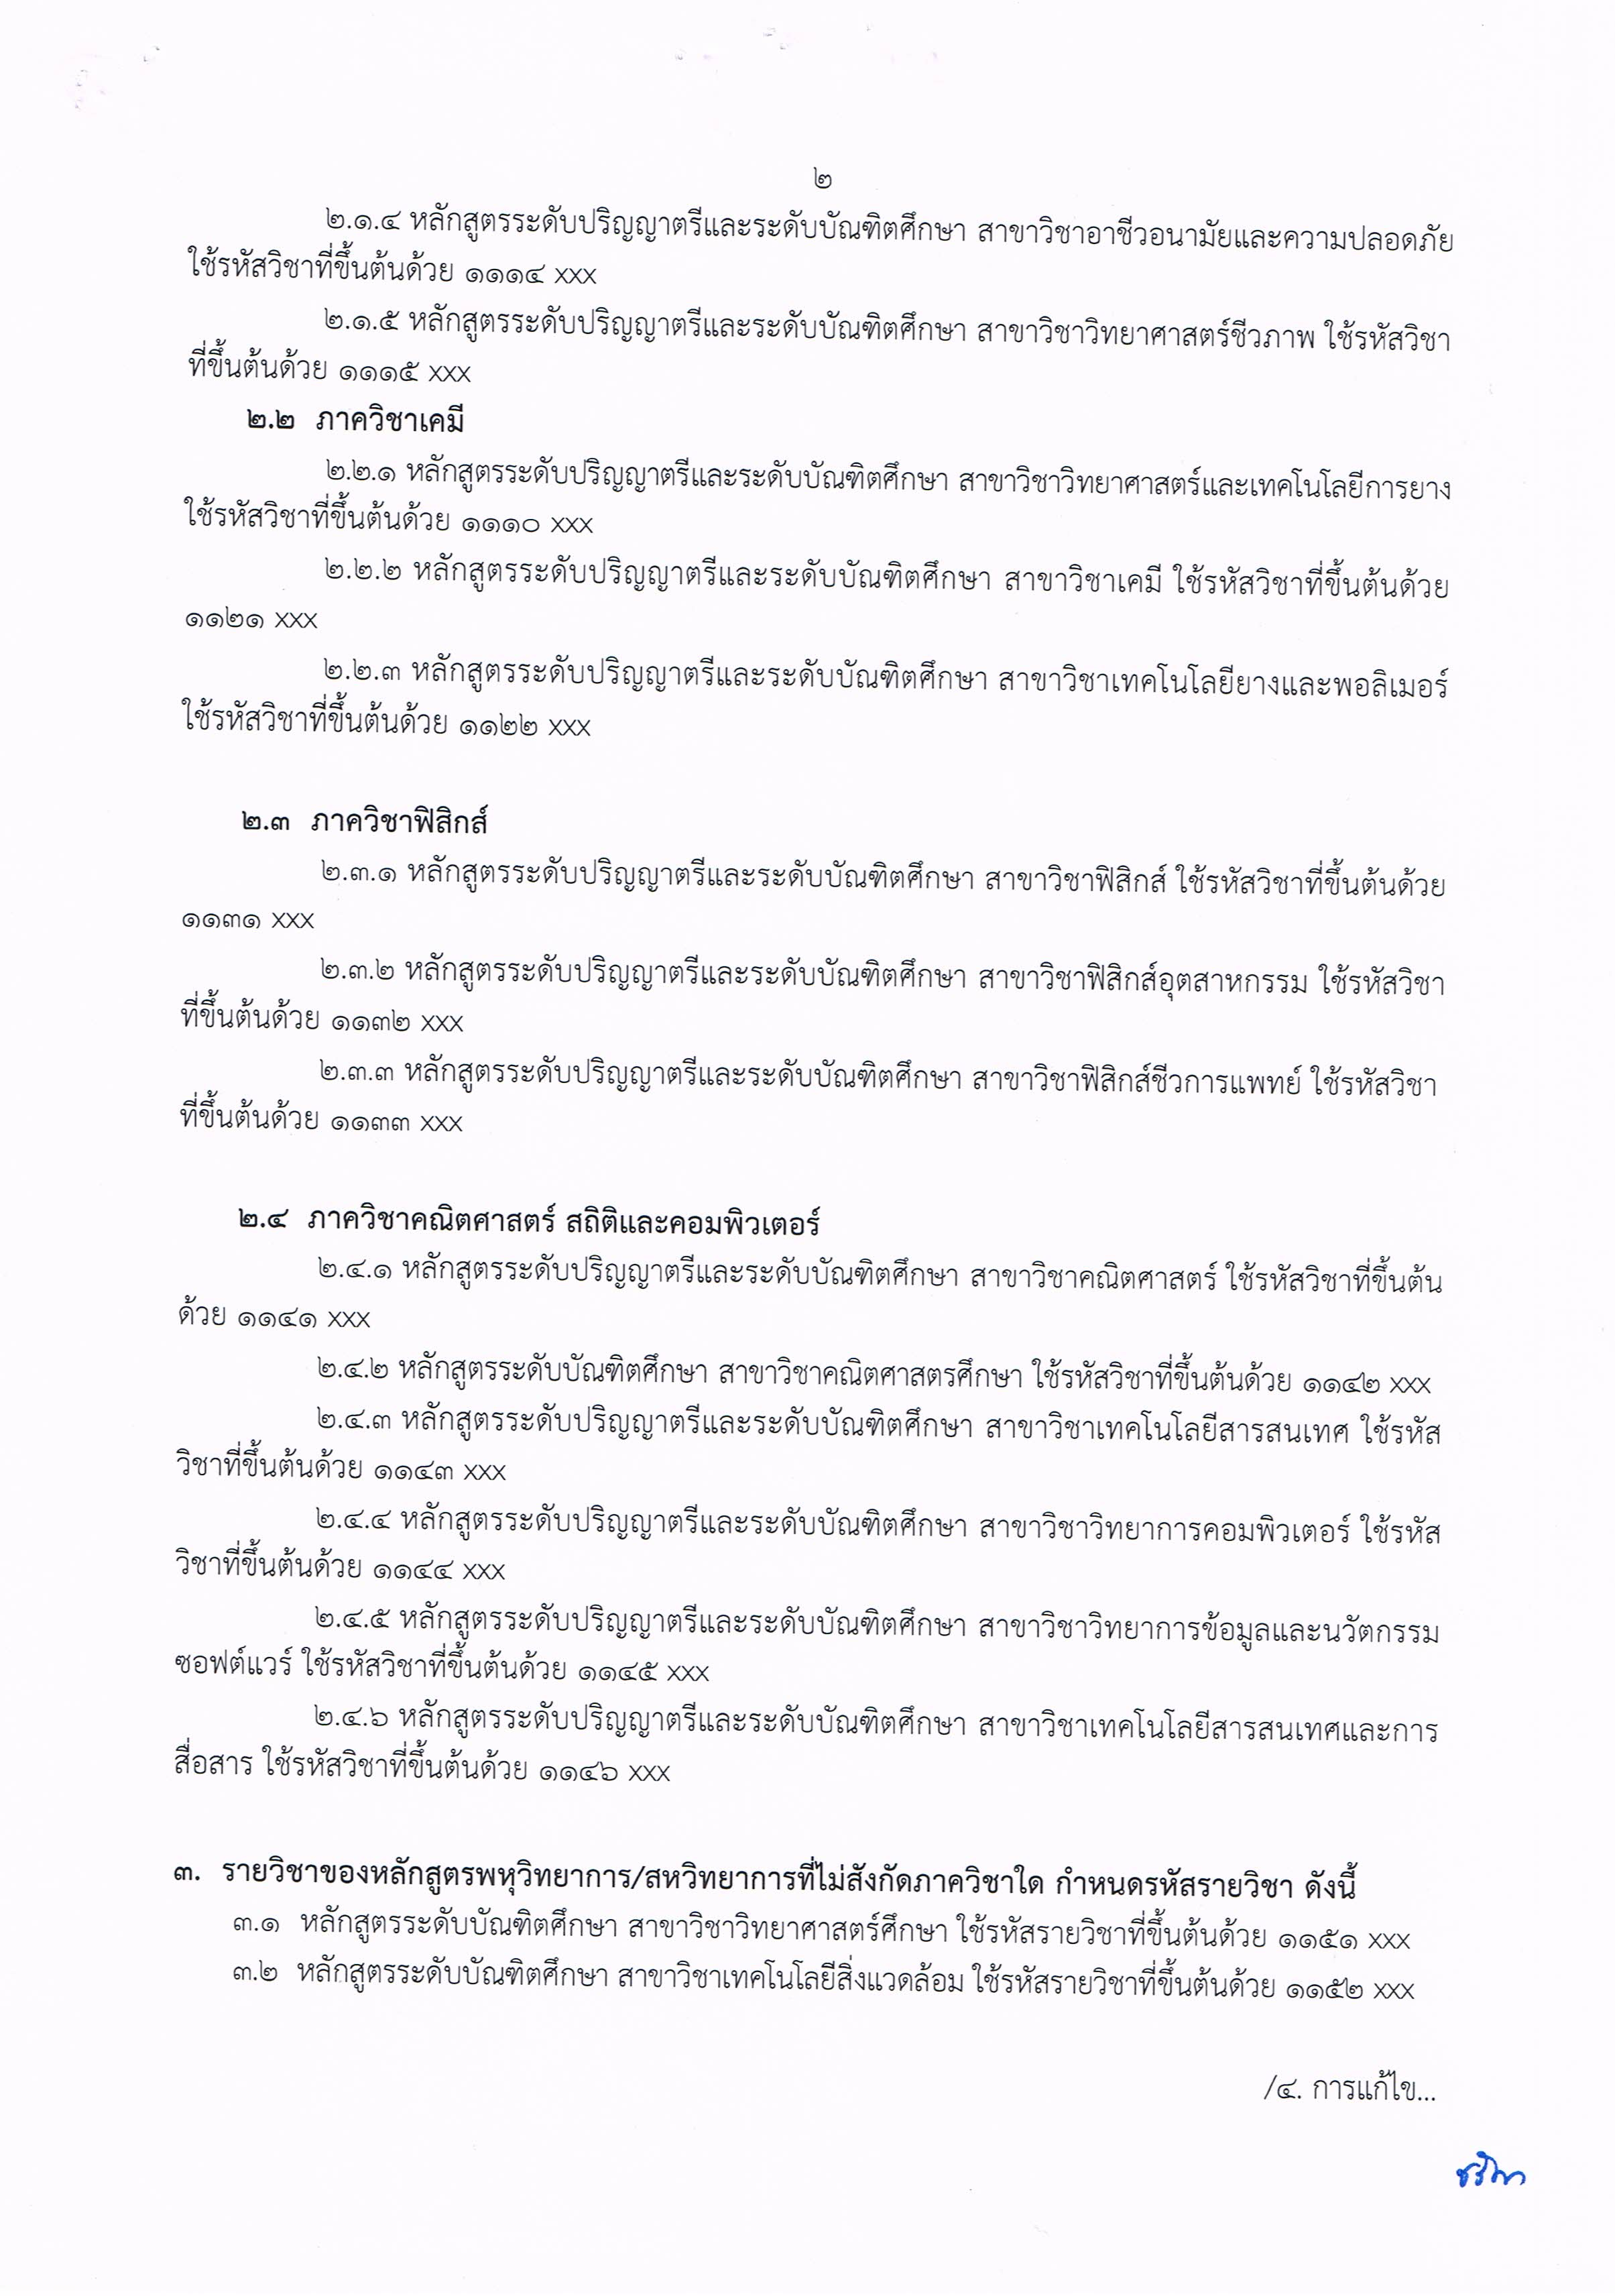 ๒
๒.๑.๔ หลักสูตรระดับปริญญาตรีและระดับบัณฑิตศึกษา สาขาวิชาอาชีวอนามัยและความปลอดภัย
ใช้รหัสวิชาที่ขึ้นต้นด้วย ๑๑๑๔ xxx
๒.๑.๕ หลักสูตรระดับปริญญาตรีและระดับบัณฑิตศึกษา สาขาวิชาวิทยาศาสตร์ชีวภาพ ใช้รหัสวิชา
ที่ขึ้นต้นด้วย ๑๑๑๕ xxx
๒.๒ ภาควิชาเคมี
๒.๒.๑ หลักสูตรระดับปริญญาตรีและระดับบัณฑิตศึกษา สาขาวิชาวิทยาศาสตร์และเทคโนโลยีการยาง
ใช้รหัสวิชาที่ขึ้นต้นด้วย ๑๑๑๐ xxx
๒.๒.๒ หลักสูตรระดับปริญญาตรีและระดับบัณฑิตศึกษา สาขาวิชาเคมี ใช้รหัสวิชาที่ขึ้นต้นด้วย
๑๑๒๑ xxx
๒.๒.๓ หลักสูตรระดับปริญญาตรีและระดับบัณฑิตศึกษา สาขาวิชาเทคโนโลยียางและพอลิเมอร์
ใช้รหัสวิชาที่ขึ้นต้นด้วย ๑๑๒๒ xxx
๒.๓ ภาควิชาฟิสิกส์
๒.๓.๑ หลักสูตรระดับปริญญาตรีและระดับบัณฑิตศึกษา สาขาวิชาฟิสิกส์ ใช้รหัสวิชาที่ขึ้นต้นด้วย
๑๑๓๑ xxx
๒.๓.๒ หลักสูตรระดับปริญญาตรีและระดับบัณฑิตศึกษา สาขาวิชาฟิสิกส์อุตสาหกรรม ใช้รหัสวิชา
ที่ขึ้นต้นด้วย ๑๑๓๒ xxx
๒.๓.๓ หลักสูตรระดับปริญญาตรีและระดับบัณฑิตศึกษา สาขาวิชาฟิสิกส์ชีวการแพทย์ ใช้รหัสวิชา
ที่ขึ้นต้นด้วย ๑๑๓๓ xxx
๒.๔ ภาควิชาคณิตศาสตร์ สถิติและคอมพิวเตอร์
๒.๔.๑ หลักสูตรระดับปริญญาตรีและระดับบัณฑิตศึกษา สาขาวิชาคณิตศาสตร์ ใช้รหัสวิชาที่ขึ้นต้น
ด้วย ๑๑๔๑ xxx
๒.๔.๒ หลักสูตรระดับบัณฑิตศึกษา สาขาวิชาคณิตศาสตรศึกษา ใช้รหัสวิชาที่ขึ้นต้นด้วย ๑๑๔๒ xxx
๒.๔.๓ หลักสูตรระดับปริญญาตรีและระดับบัณฑิตศึกษา สาขาวิชาเทคโนโลยีสารสนเทศ ใช้รหัส
วิชาที่ขึ้นต้นด้วย ๑๑๔๓ xxx
๒.๔.๔ หลักสูตรระดับปริญญาตรีและระดับบัณฑิตศึกษา สาขาวิชาวิทยาการคอมพิวเตอร์ ใช้รหัส
วิชาที่ขึ้นต้นด้วย ๑๑๔๔ xxx
๒.๔.๕ หลักสูตรระดับปริญญาตรีและระดับบัณฑิตศึกษา สาขาวิชาวิทยาการข้อมูลและนวัตกรรม
ซอฟต์แวร์ ใช้รหัสวิชาที่ขึ้นต้นด้วย ๑๑๔๕ xxx
๒.๔.๖ หลักสูตรระดับปริญญาตรีและระดับบัณฑิตศึกษา สาขาวิชาเทคโนโลยีสารสนเทศและการ
สื่อสาร ใช้รหัสวิชาที่ขึ้นต้นด้วย ๑๑๔๖ xxx
๓. รายวิชาของหลักสูตรพหุวิทยาการ/สหวิทยาการที่ไม่สังกัดภาควิชาใด กำหนดรหัสรายวิชา ดังนี้
๓.๑ หลักสูตรระดับบัณฑิตศึกษา สาขาวิชาวิทยาศาสตร์ศึกษา ใช้รหัสรายวิชาที่ขึ้นต้นด้วย ๑๑๕๑ xxx
๓.๒ หลักสูตรระดับบัณฑิตศึกษา สาขาวิชาเทคโนโลยีสิ่งแวดล้อม ใช้รหัสรายวิชาที่ขึ้นต้นด้วย ๑๑๕๒ xxx
/๔. การแก้ไข...